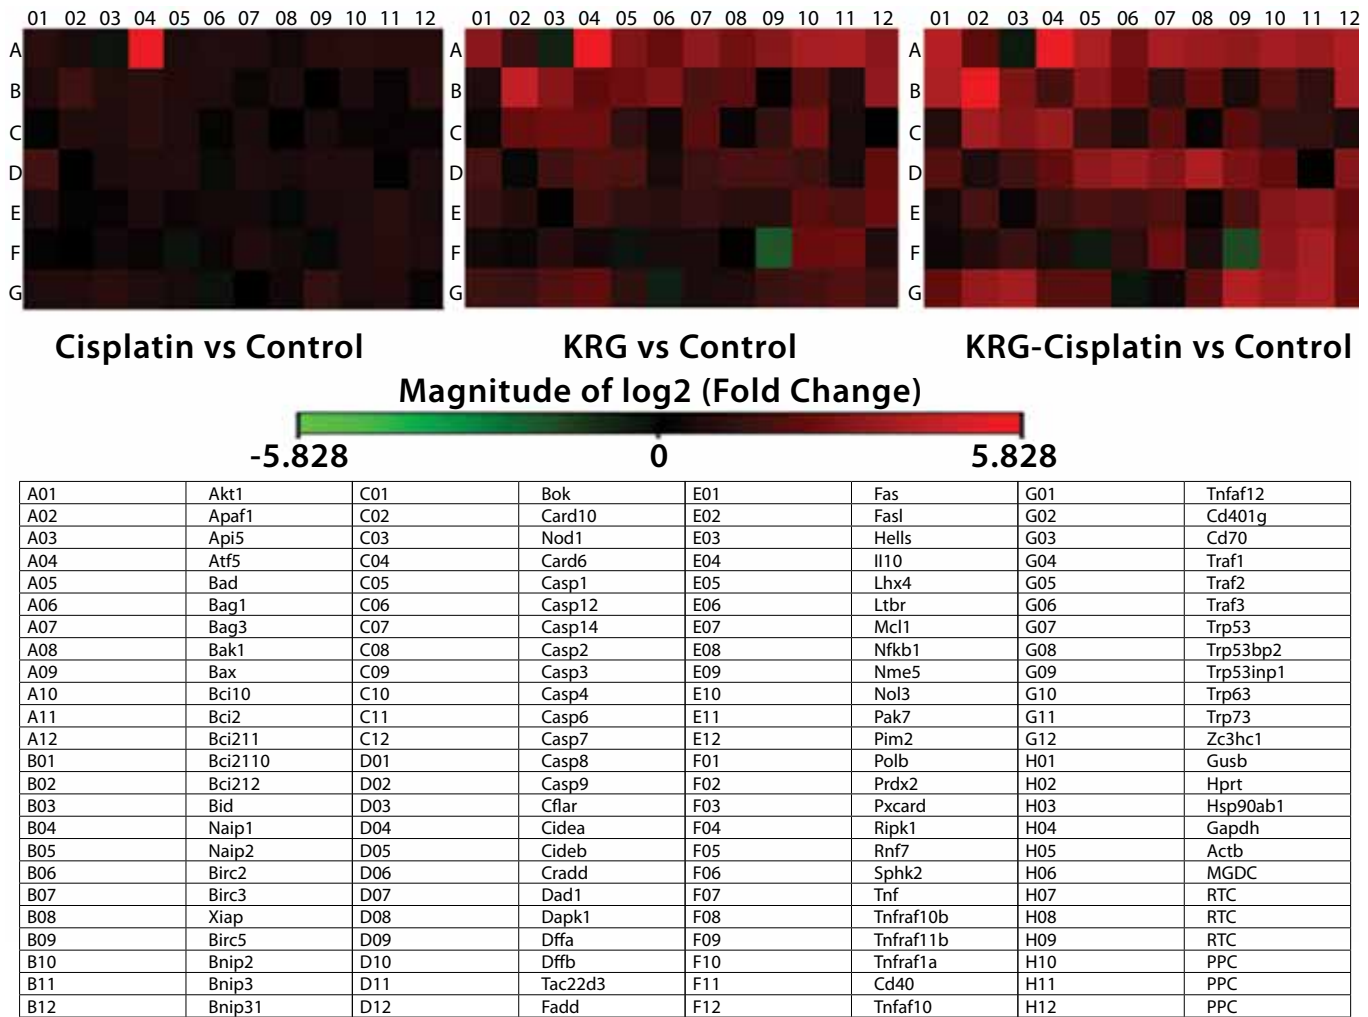 01 02 03 04 05 06 07 08 09 10 11 12 01 02 03 04 05 06 07 08 09 10 11 12 01 02 03 04 05 06 07 08 09 10 11 12
A A A
B B B
C C C
D D D
E E E
F F F
G G G
Cisplatin vs Control KRG vs Control KRG-Cisplatin vs Control
Magnitude of log2 (Fold Change)
-5.828 0 5.828
A01 Akt1 C01 Bok E01 Fas G01 Tnfaf12
A02 Apaf1 C02 Card10 E02 Fasl G02 Cd401g
A03 Api5 C03 Nod1 E03 Hells G03 Cd70
A04 Atf5 C04 Card6 E04 Il10 G04 Traf1
A05 Bad C05 Casp1 E05 Lhx4 G05 Traf2
A06 Bag1 C06 Casp12 E06 Ltbr G06 Traf3
A07 Bag3 C07 Casp14 E07 Mcl1 G07 Trp53
A08 Bak1 C08 Casp2 E08 Nfkb1 G08 Trp53bp2
A09 Bax C09 Casp3 E09 Nme5 G09 Trp53inp1
A10 Bci10 C10 Casp4 E10 Nol3 G10 Trp63
A11 Bci2 C11 Casp6 E11 Pak7 G11 Trp73
A12 Bci211 C12 Casp7 E12 Pim2 G12 Zc3hc1
B01 Bci2110 D01 Casp8 F01 Polb H01 Gusb
B02 Bci212 D02 Casp9 F02 Prdx2 H02 Hprt
B03 Bid D03 Cflar F03 Pxcard H03 Hsp90ab1
B04 Naip1 D04 Cidea F04 Ripk1 H04 Gapdh
B05 Naip2 D05 Cideb F05 Rnf7 H05 Actb
B06 Birc2 D06 Cradd F06 Sphk2 H06 MGDC
B07 Birc3 D07 Dad1 F07 Tnf H07 RTC
B08 Xiap D08 Dapk1 F08 Tnfraf10b H08 RTC
B09 Birc5 D09 Dffa F09 Tnfraf11b H09 RTC
B10 Bnip2 D10 Dffb F10 Tnfraf1a H10 PPC
B11 Bnip3 D11 Tac22d3 F11 Cd40 H11 PPC
B12 Bnip31 D12 Fadd F12 Tnfaf10 H12 PPC